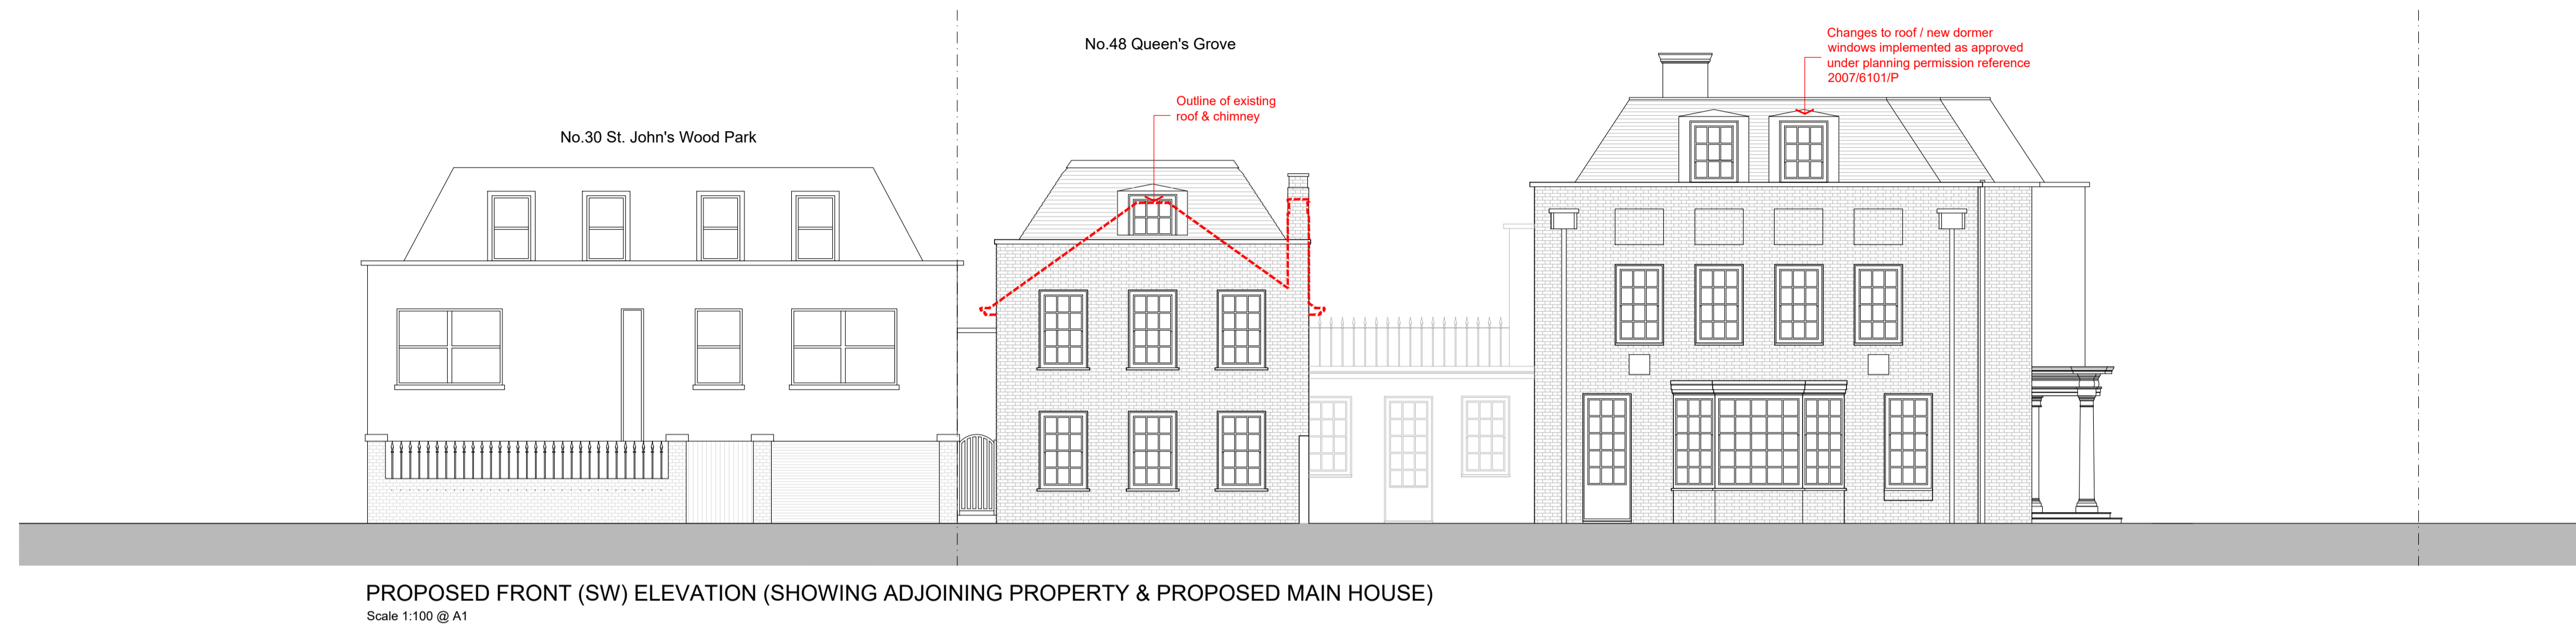 No.48 Queen's Grove
Changes to roof / new dormer
windows implemented as approved
under planning permission reference
2007/6101/P
Outline of existing
roof & chimney
No.30 St. John's Wood Park
PROPOSED FRONT (SW) ELEVATION (SHOWING ADJOINING PROPERTY & PROPOSED MAIN HOUSE)
Scale 1:100 @ A1